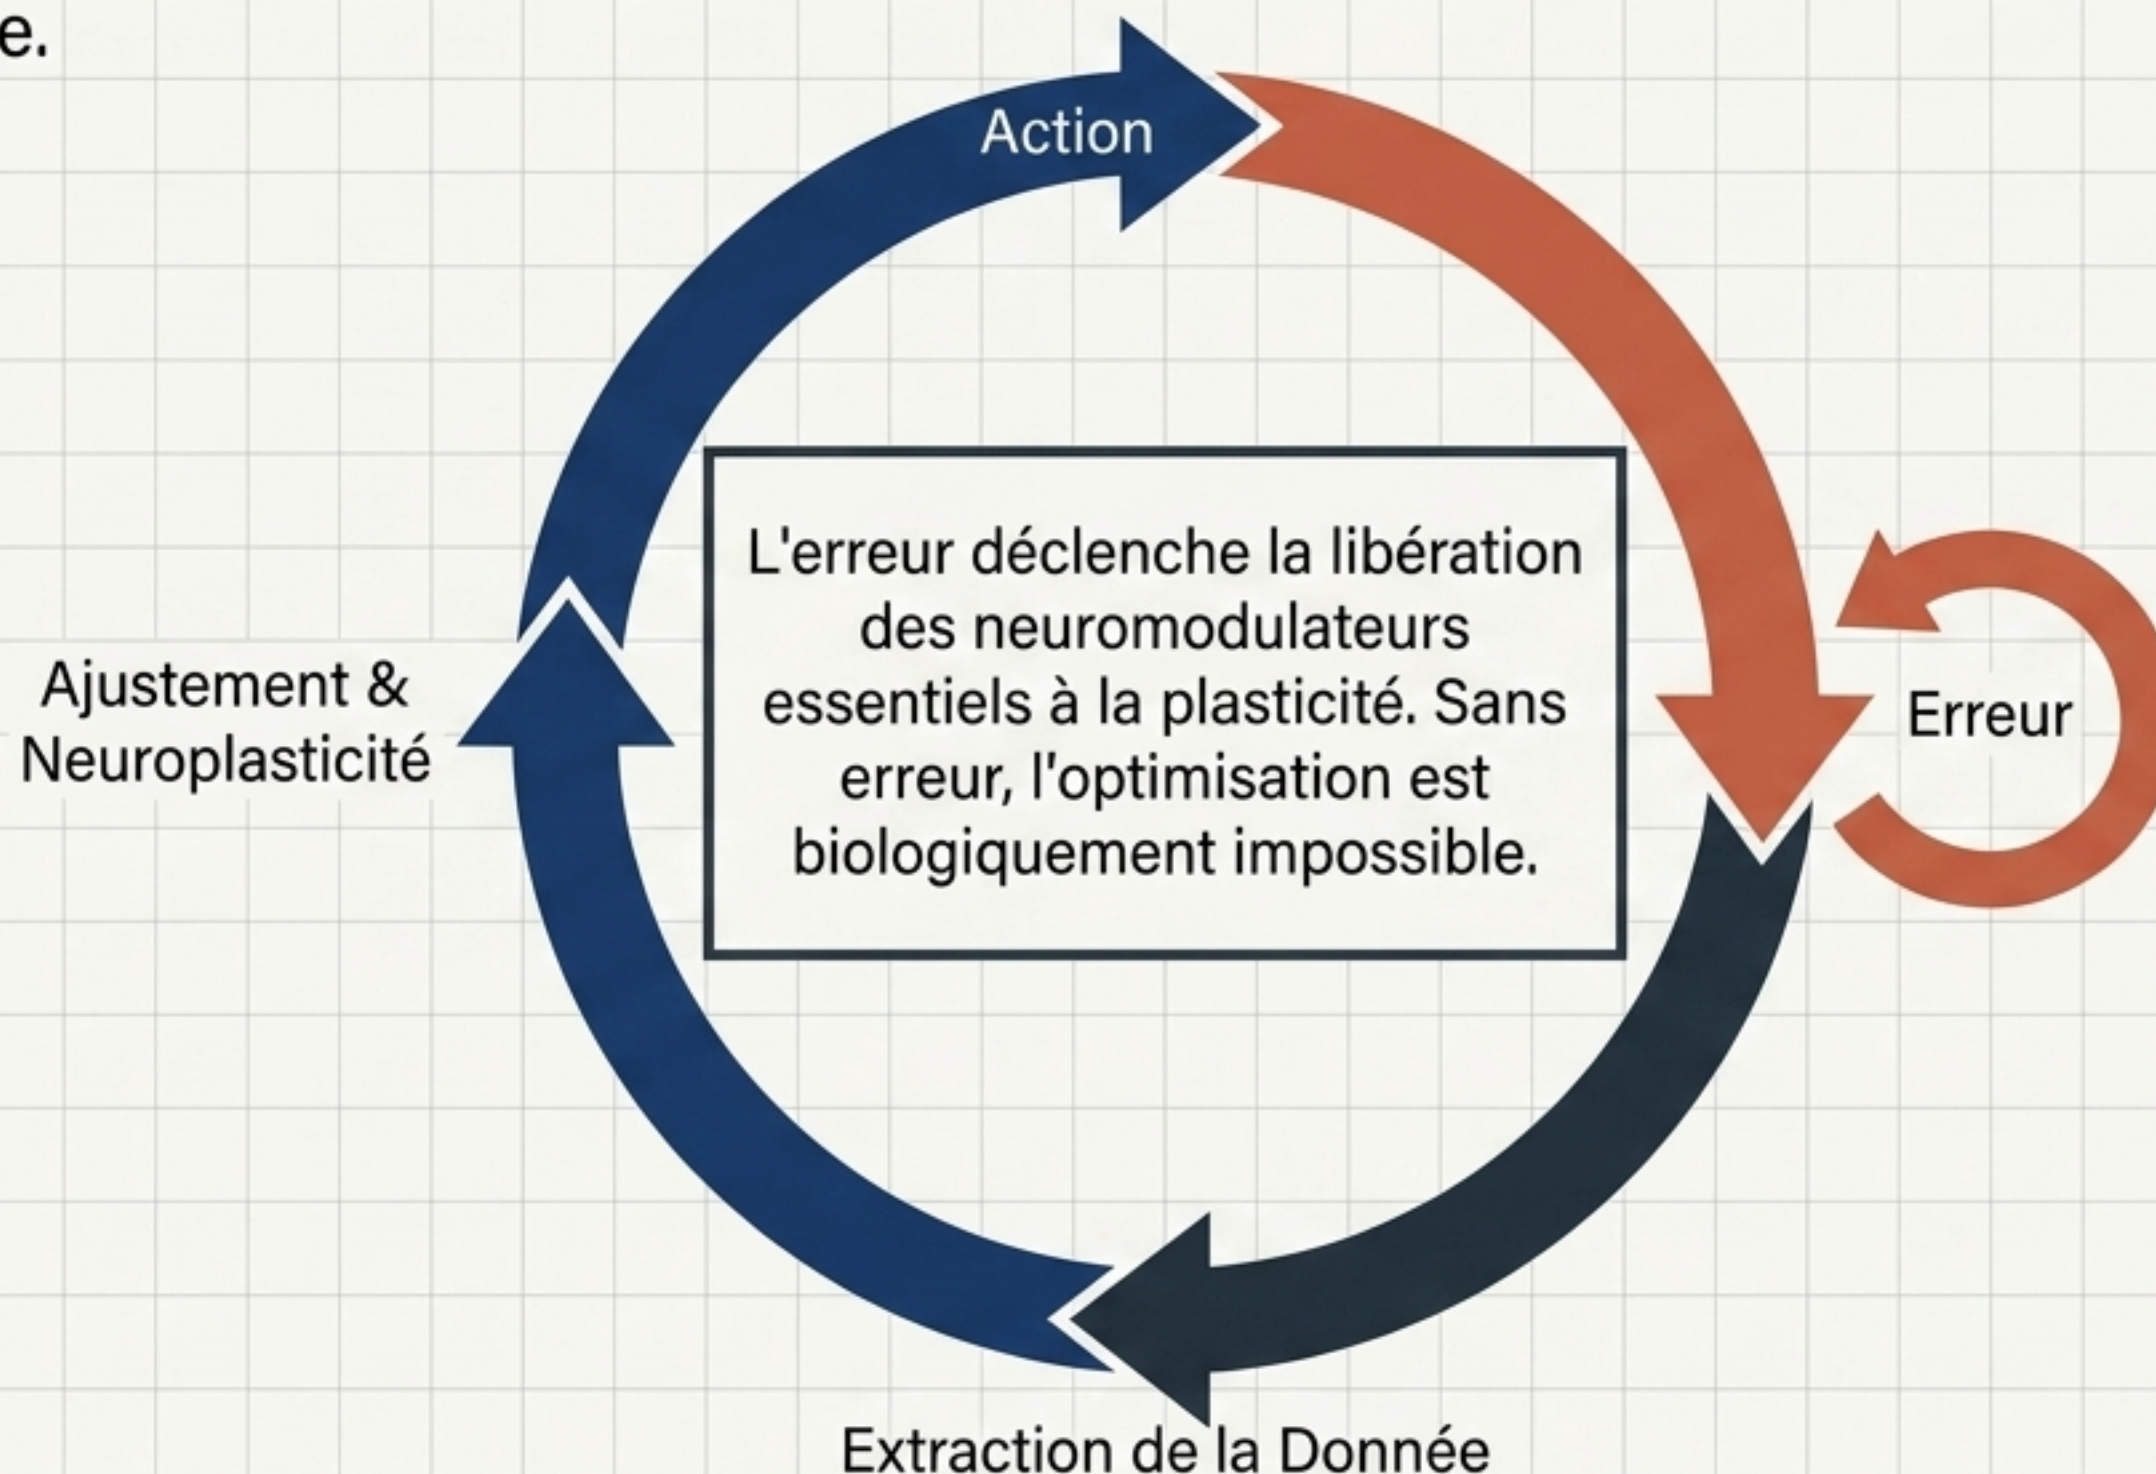 e.
Action
L'erreur déclenche la libération
des neuromodulateurs
essentiels à la plasticité. Sans
erreur, l'optimisation est
biologiquement impossible.
Ajustement &
Neuroplasticité
Erreur
Extraction de la Donnée